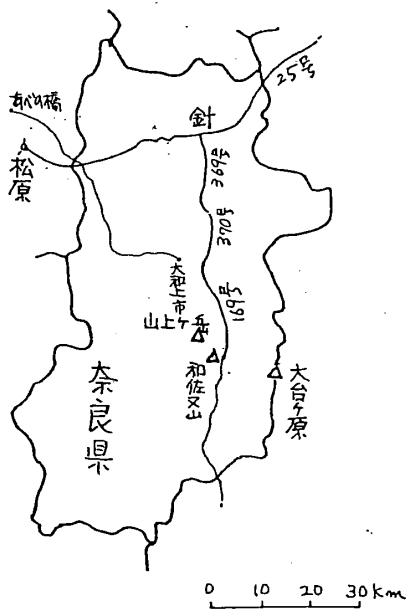 25号
あべの橋
針
松原
369号
370号
169号
大和上市
山上ヶ岳
和佐又山
大台ヶ原
奈良県
0 10 20 30Km